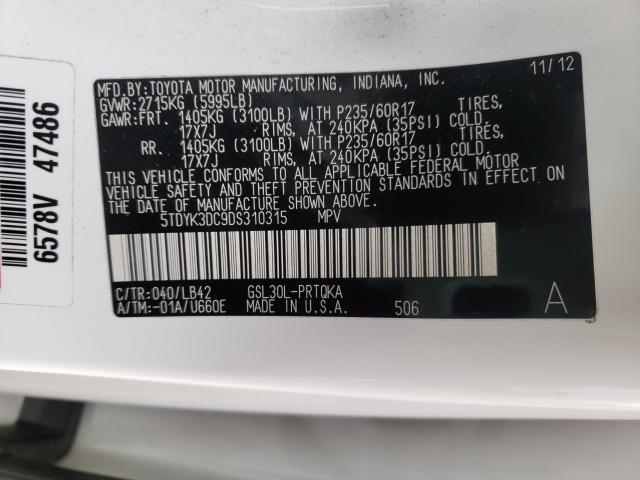 MFD.BY:TOYOTA MOTOR MANUFACTURING, INDIANA, INC. 11/12
GVWR:2715KG (5995LB)
GAWR:FRT. 1405KG (3100LB) WITH P235/60R17 TIRES,
17X7J RIMS, AT 240KPA (35PSI) COLD.
RR. 1405KG (3100LB) WITH P235/60R17 TIRES,
17X7J RIMS, AT 240KPA (35PSI) COLD.
THIS VEHICLE CONFORMS TO ALL APPLICABLE FEDERAL MOTOR
VEHICLE SAFETY AND THEFT PREVENTION STANDARDS IN EFFECT ON
THE DATE OF MANUFACTURE SHOWN ABOVE.
5TDYK3DC9DS310315 MPV
C/TR:040/LB42 GSL30L-PRTQKA
A/TM:-01A/U660E MADE IN U.S.A. 506 A
6578V 47486